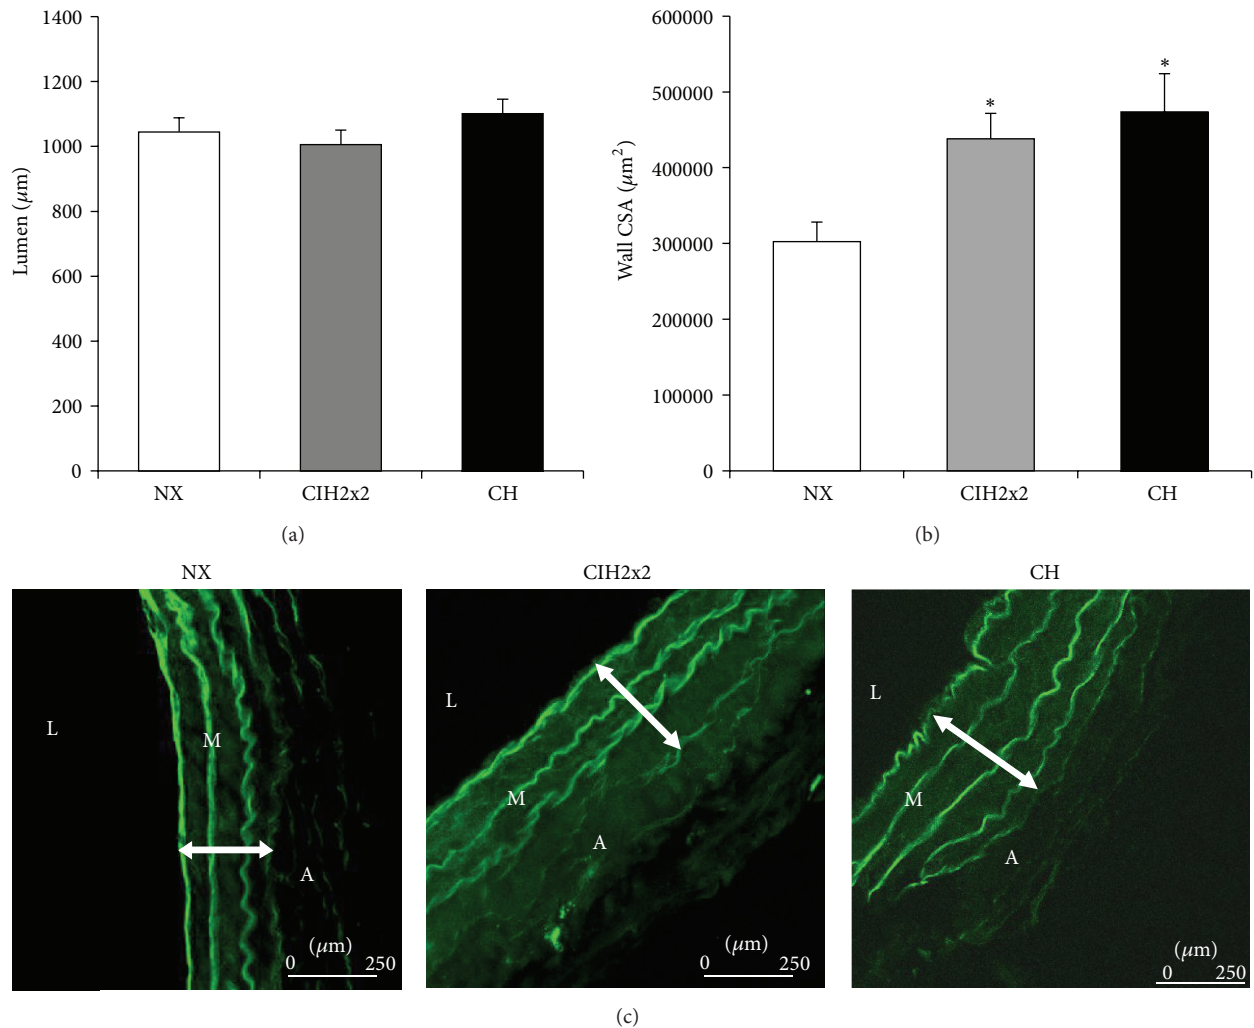 1400
1200
1000
800
600
400
200
0
Lumen (µm)
NX
CIH2x2
CH
(a)
600000
500000
400000
300000
200000
100000
0
Wall CSA (µm²)
*
*
NX
CIH2x2
CH
(b)
NX
L
M
A
(µm)
0 250
CIH2x2
L
M
A
(µm)
0 250
CH
L
M
A
(µm)
0 250
(c)